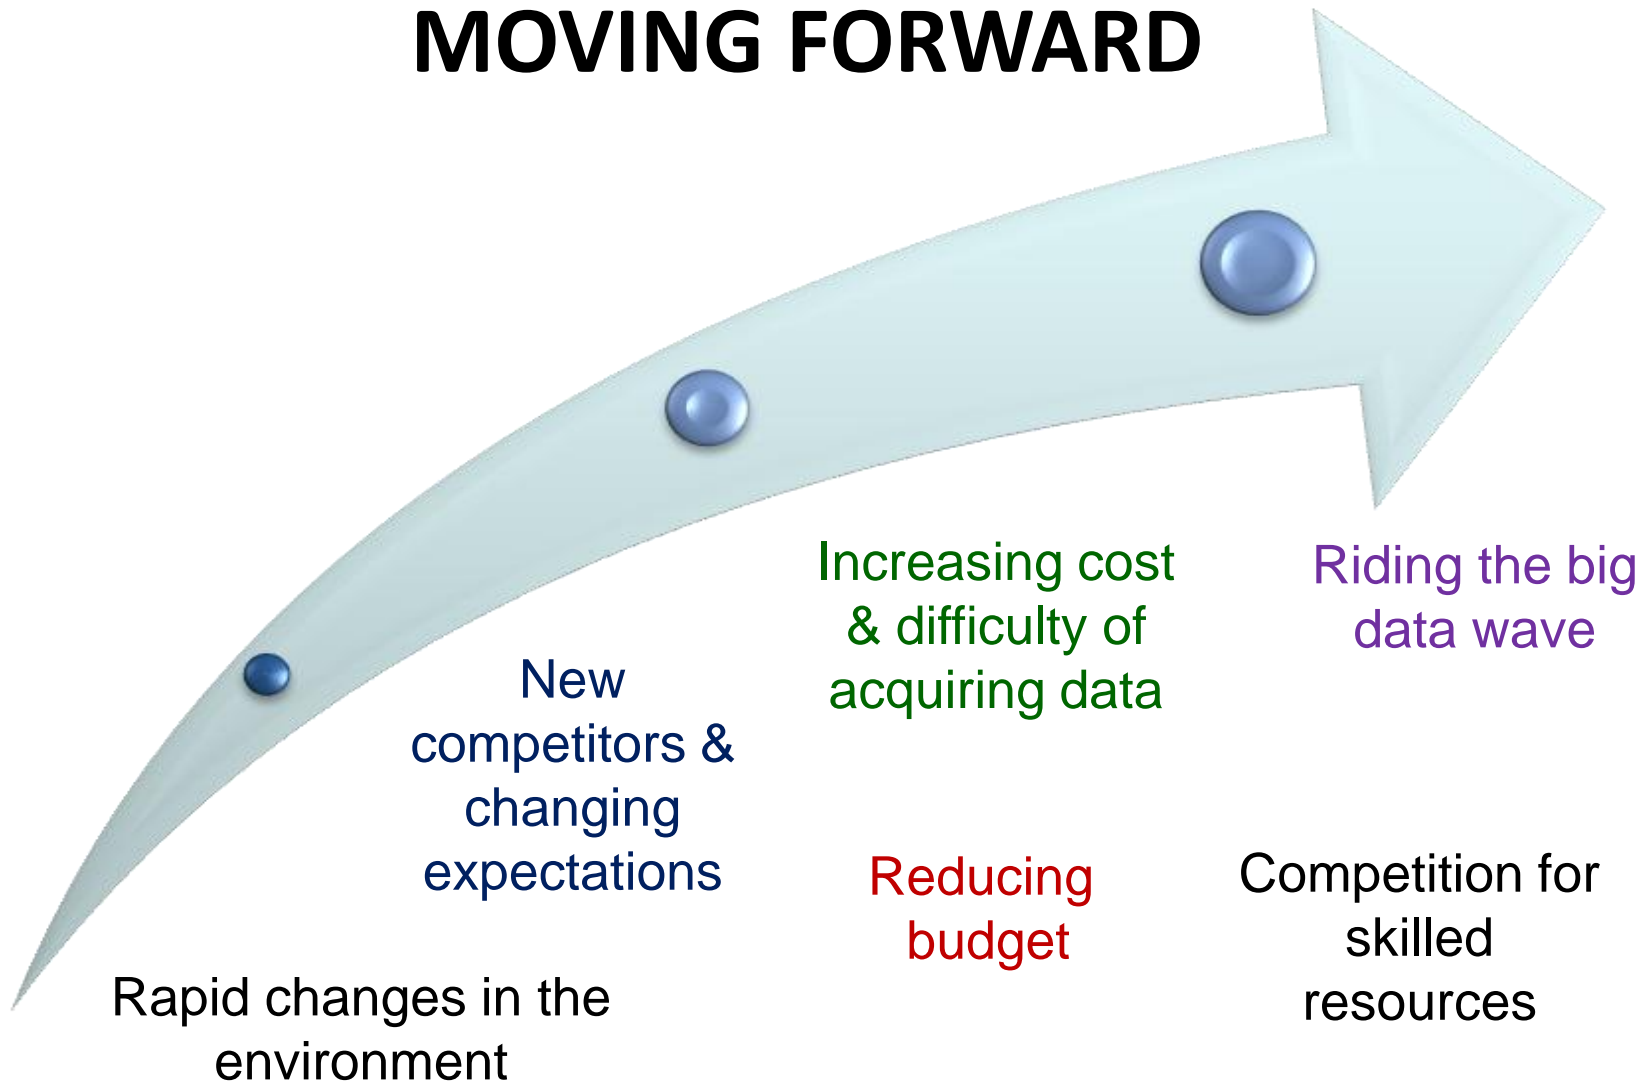 MOVING FORWARD
Increasing cost
& difficulty of
acquiring data
Riding the big
data wave
New
competitors &
changing
expectations
Reducing
budget
Competition for
skilled
resources
Rapid changes in the
environment